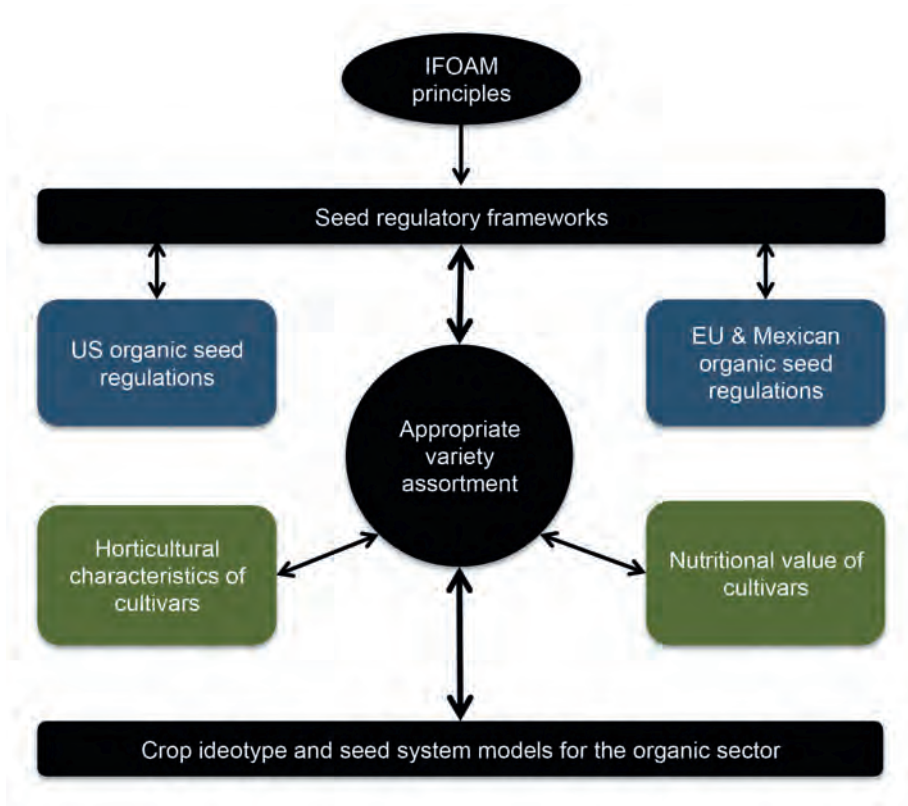 IFOAM
principles
Seed regulatory frameworks
US organic seed
regulations
EU & Mexican
organic seed
regulations
Appropriate
variety
assortment
Horticultural
characteristics of
cultivars
Nutritional value of
cultivars
Crop ideotype and seed system models for the organic sector